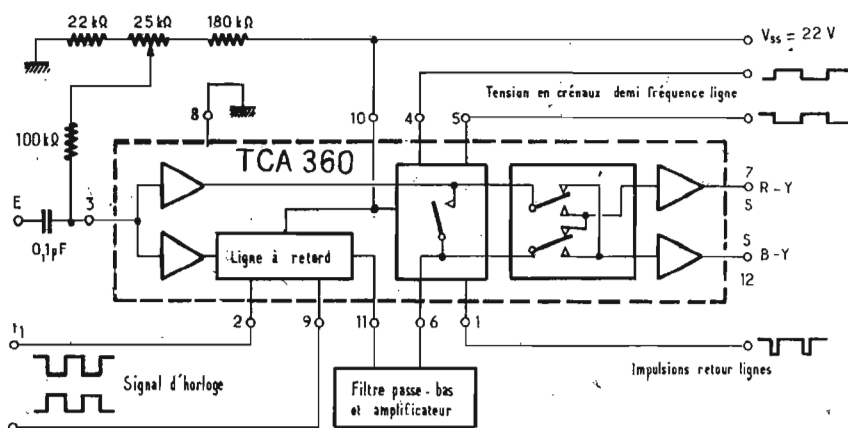 22 kΩ 25 kΩ 180 kΩ
Vss = 22 V
Tension en crénaux demi fréquence ligne
8 10 4 5
100 kΩ
TCA 360
E 3
0,1 µF
7
R-Y
S
Ligne à retord
S
B-Y
12
2 9 11 6 1
t1
Signal d'horloge
Impulsions retour lignes
Filtre passe-bas
et amplificateur